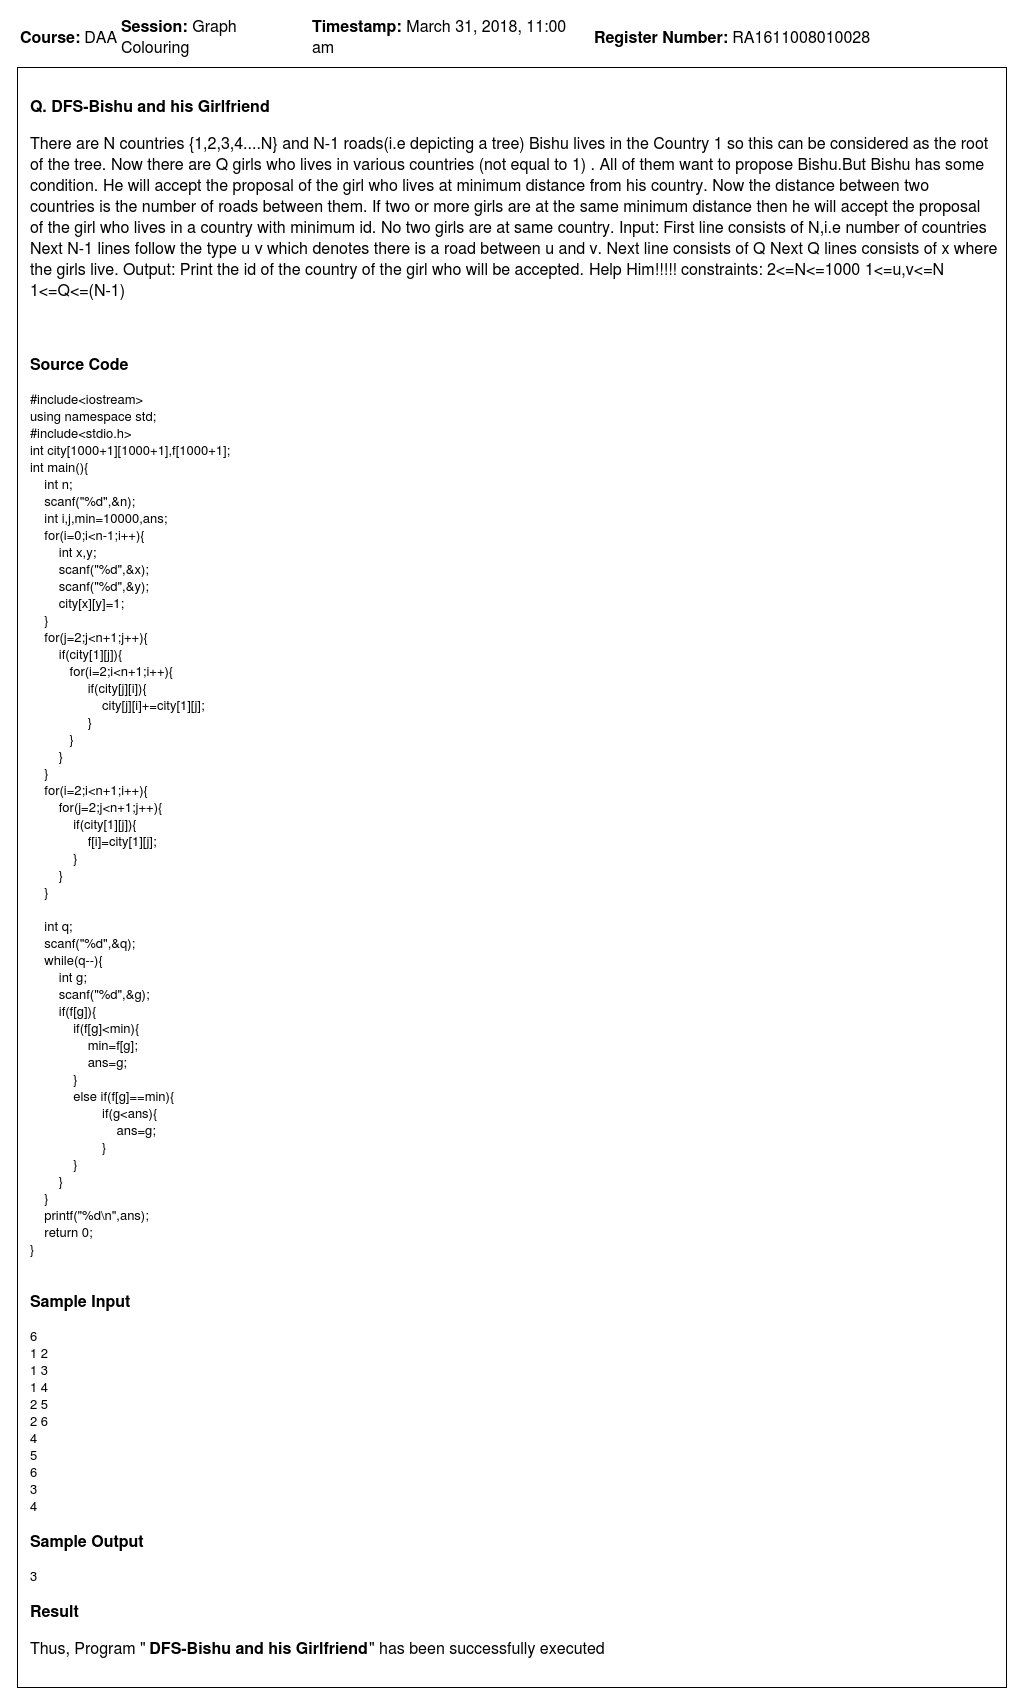 Course: DAA Session: Graph Colouring Timestamp: March 31, 2018, 11:00 am Register Number: RA1611008010028
Q. DFS-Bishu and his Girlfriend
There are N countries {1,2,3,4....N} and N-1 roads(i.e depicting a tree) Bishu lives in the Country 1 so this can be considered as the root
of the tree. Now there are Q girls who lives in various countries (not equal to 1) . All of them want to propose Bishu.But Bishu has some
condition. He will accept the proposal of the girl who lives at minimum distance from his country. Now the distance between two
countries is the number of roads between them. If two or more girls are at the same minimum distance then he will accept the proposal
of the girl who lives in a country with minimum id. No two girls are at same country. Input: First line consists of N,i.e number of countries
Next N-1 lines follow the type u v which denotes there is a road between u and v. Next line consists of Q Next Q lines consists of x where
the girls live. Output: Print the id of the country of the girl who will be accepted. Help Him!!!!! constraints: 2<=N<=1000 1<=u,v<=N
1<=Q<=(N-1)
Source Code
#include<iostream>
using namespace std;
#include<stdio.h>
int city[1000+1][1000+1],f[1000+1];
int main(){
int n;
scanf("%d",&n);
int i,j,min=10000,ans;
for(i=0;i<n-1;i++){
int x,y;
scanf("%d",&x);
scanf("%d",&y);
city[x][y]=1;
}
for(j=2;j<n+1;j++){
if(city[1][j]){
for(i=2;i<n+1;i++){
if(city[j][i]){
city[j][i]+=city[1][j];
}
}
}
}
for(i=2;i<n+1;i++){
for(j=2;j<n+1;j++){
if(city[1][j]){
f[i]=city[1][j];
}
}
}
int q;
scanf("%d",&q);
while(q--){
int g;
scanf("%d",&g);
if(f[g]){
if(f[g]<min){
min=f[g];
ans=g;
}
else if(f[g]==min){
if(g<ans){
ans=g;
}
}
}
}
printf("%d\n",ans);
return 0;
}
Sample Input
6
1 2
1 3
1 4
2 5
2 6
4
5
6
3
4
Sample Output
3
Result
Thus, Program " DFS-Bishu and his Girlfriend" has been successfully executed